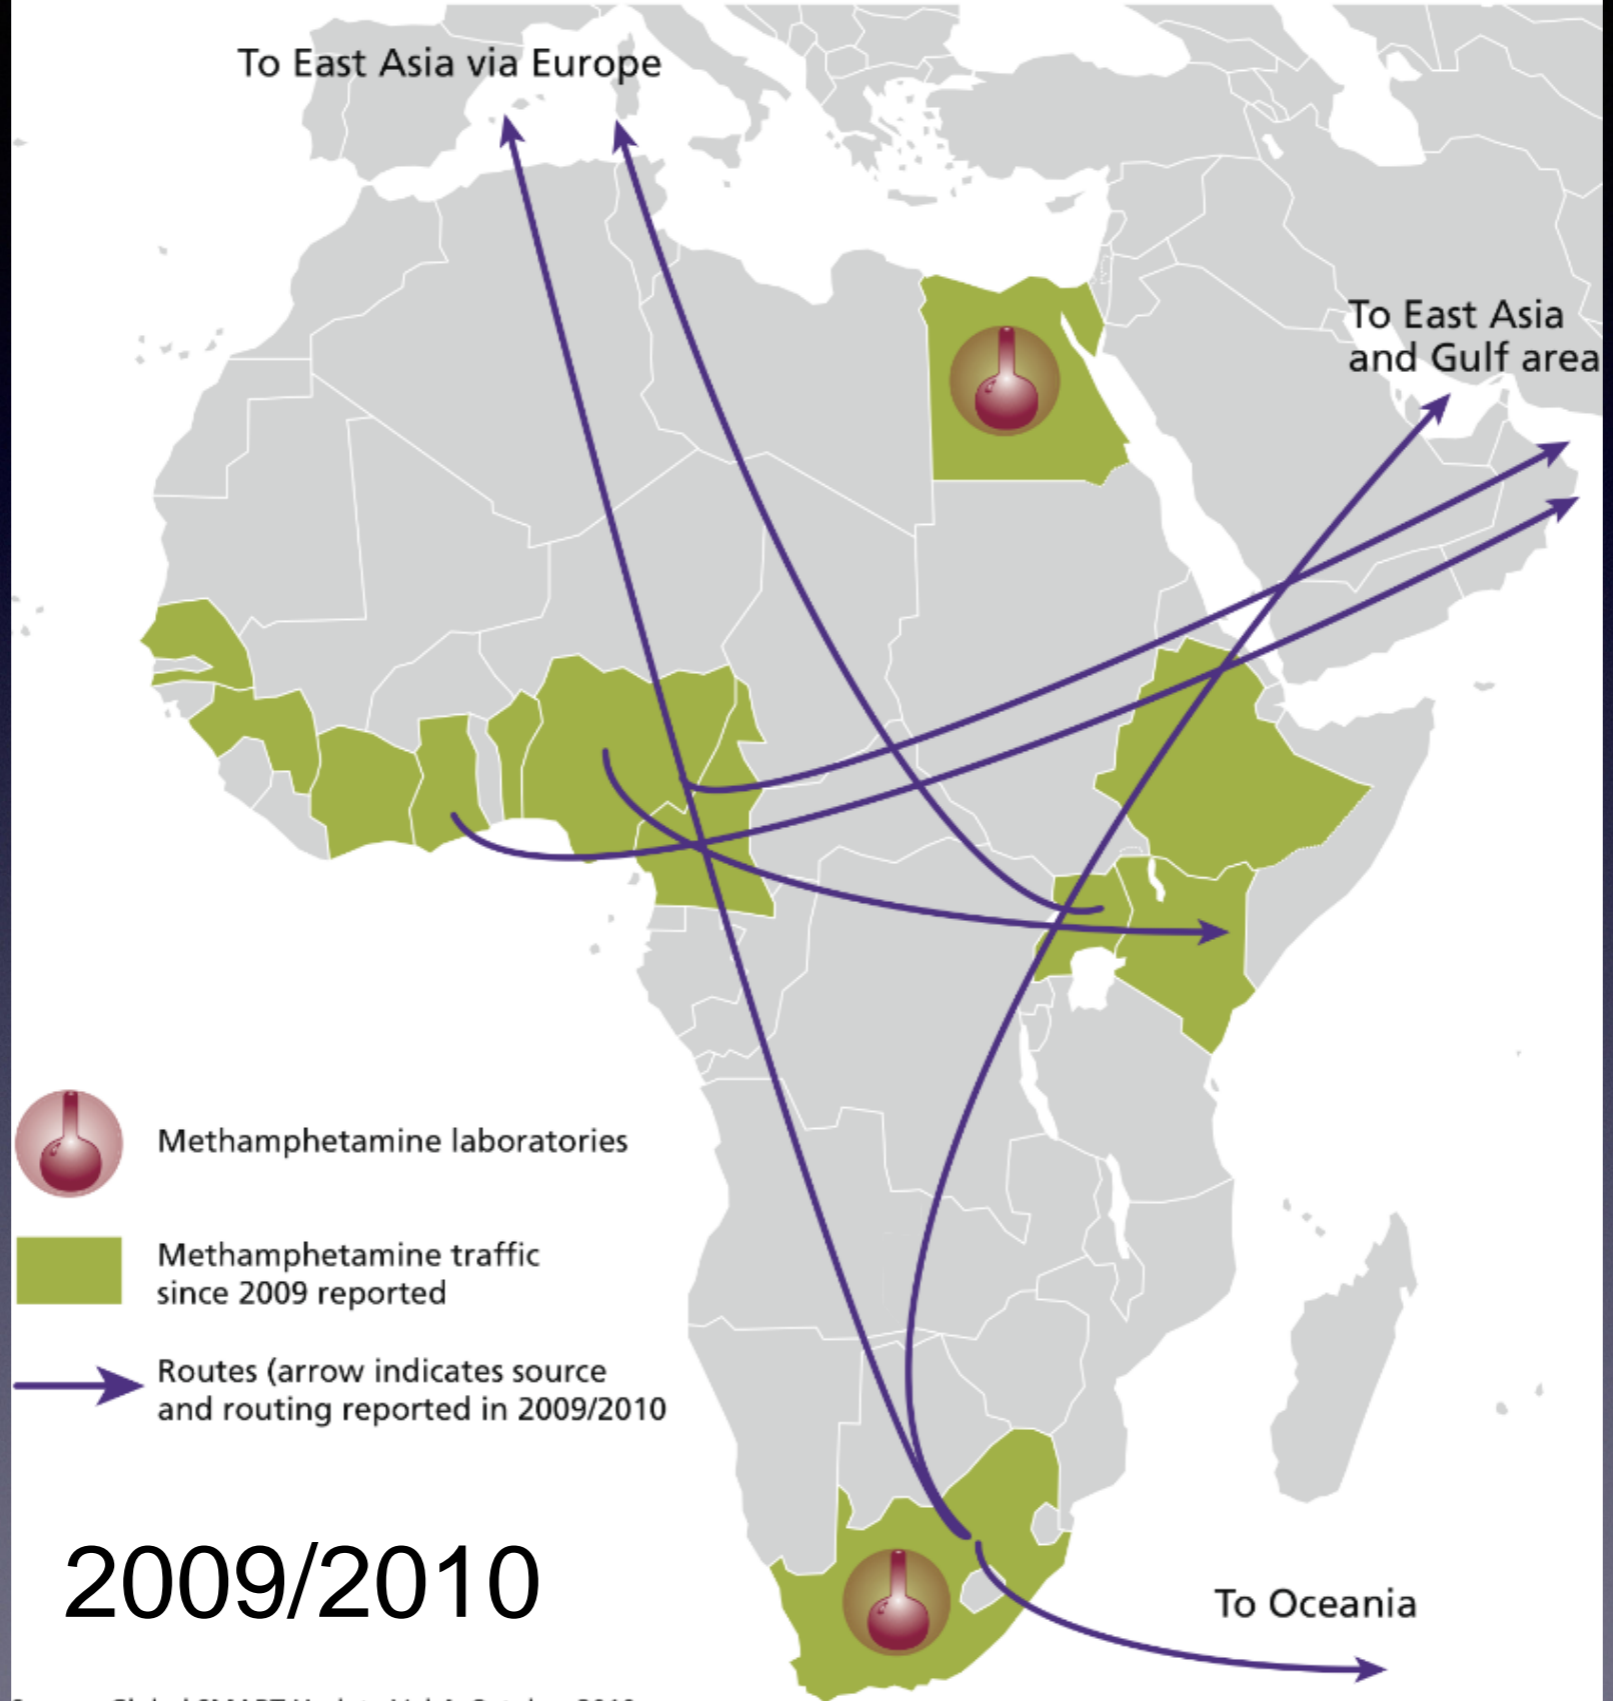 To East Asia via Europe
To East Asia
and Gulf area
Methamphetamine laboratories
Methamphetamine traffic
since 2009 reported
Routes (arrow indicates source
and routing reported in 2009/2010
2009/2010
To Oceania